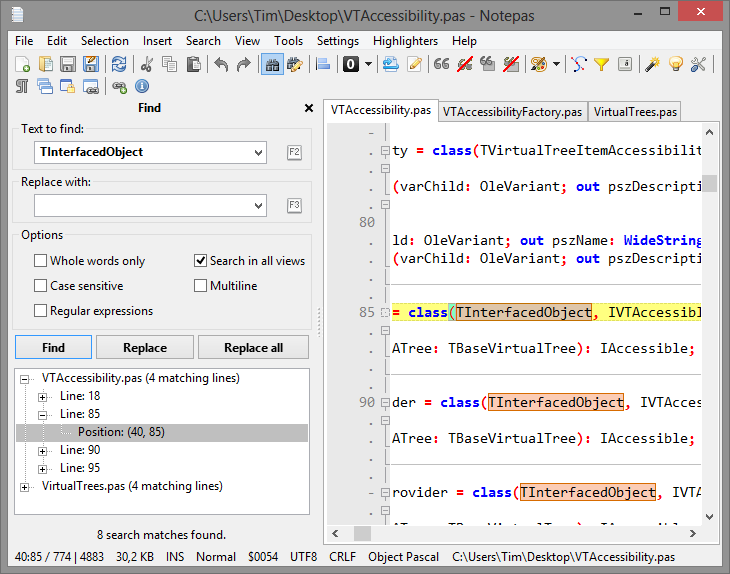 C:\Users\Tim\Desktop\VTAccessibility.pas - Notepas
File Edit Selection Insert Search View Tools Settings Highlighters Help
Find
Text to find:
TInterfacedObject
F2
Replace with:
F3
Options
Whole words only
Search in all views
Case sensitive
Multiline
Regular expressions
Find Replace Replace all
VTAccessibility.pas (4 matching lines)
Line: 18
Line: 85
Position: (40, 85)
Line: 90
Line: 95
VirtualTrees.pas (4 matching lines)
8 search matches found.
VTAccessibility.pas VTAccessibilityFactory.pas VirtualTrees.pas
ty = class(TVirtualTreeItemAccessibilit
(varChild: OleVariant; out pszDescripti
80
ld: OleVariant; out pszName: WideString
(varChild: OleVariant; out pszDescripti
85 = class(TInterfacedObject, IVTAccessibl
ATree: TBaseVirtualTree): IAccessible;
90 der = class(TInterfacedObject, IVTAcces
ATree: TBaseVirtualTree): IAccessible;
rovider = class(TInterfacedObject, IVTA
ATree: TBaseVirtualTree): IAccessible;
40:85 / 774 | 4883 30,2 KB INS Normal $0054 UTF8 CRLF Object Pascal C:\Users\Tim\Desktop\VTAccessibility.pas